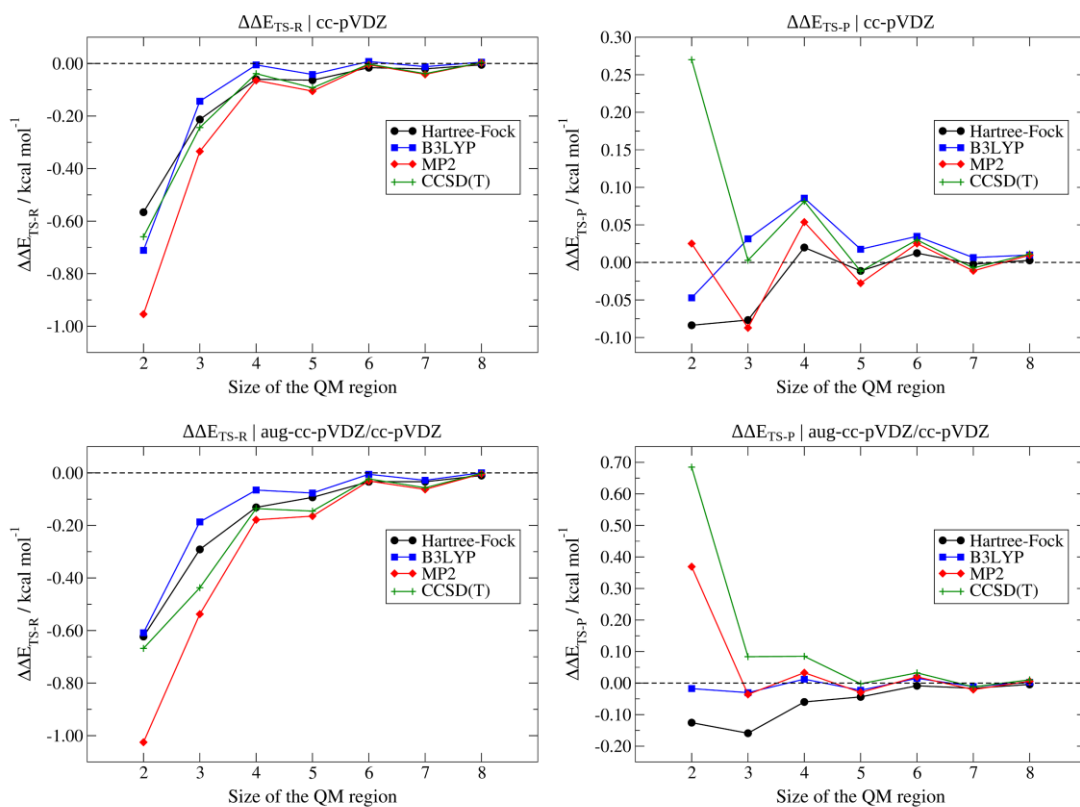 ΔΔE_TS-R | cc-pVDZ
0.00
-0.20
-0.40
-0.60
-0.80
-1.00
ΔΔE_TS-R / kcal mol⁻¹
Hartree-Fock
B3LYP
MP2
CCSD(T)
2 3 4 5 6 7 8
Size of the QM region
ΔΔE_TS-P | cc-pVDZ
0.30
0.25
0.20
0.15
0.10
0.05
0.00
-0.05
-0.10
ΔΔE_TS-P / kcal mol⁻¹
Hartree-Fock
B3LYP
MP2
CCSD(T)
2 3 4 5 6 7 8
Size of the QM region
ΔΔE_TS-R | aug-cc-pVDZ/cc-pVDZ
0.00
-0.20
-0.40
-0.60
-0.80
-1.00
ΔΔE_TS-R / kcal mol⁻¹
Hartree-Fock
B3LYP
MP2
CCSD(T)
2 3 4 5 6 7 8
Size of the QM region
ΔΔE_TS-P | aug-cc-pVDZ/cc-pVDZ
0.80
0.70
0.60
0.50
0.40
0.30
0.20
0.10
0.00
-0.10
-0.20
ΔΔE_TS-P / kcal mol⁻¹
Hartree-Fock
B3LYP
MP2
CCSD(T)
2 3 4 5 6 7 8
Size of the QM region